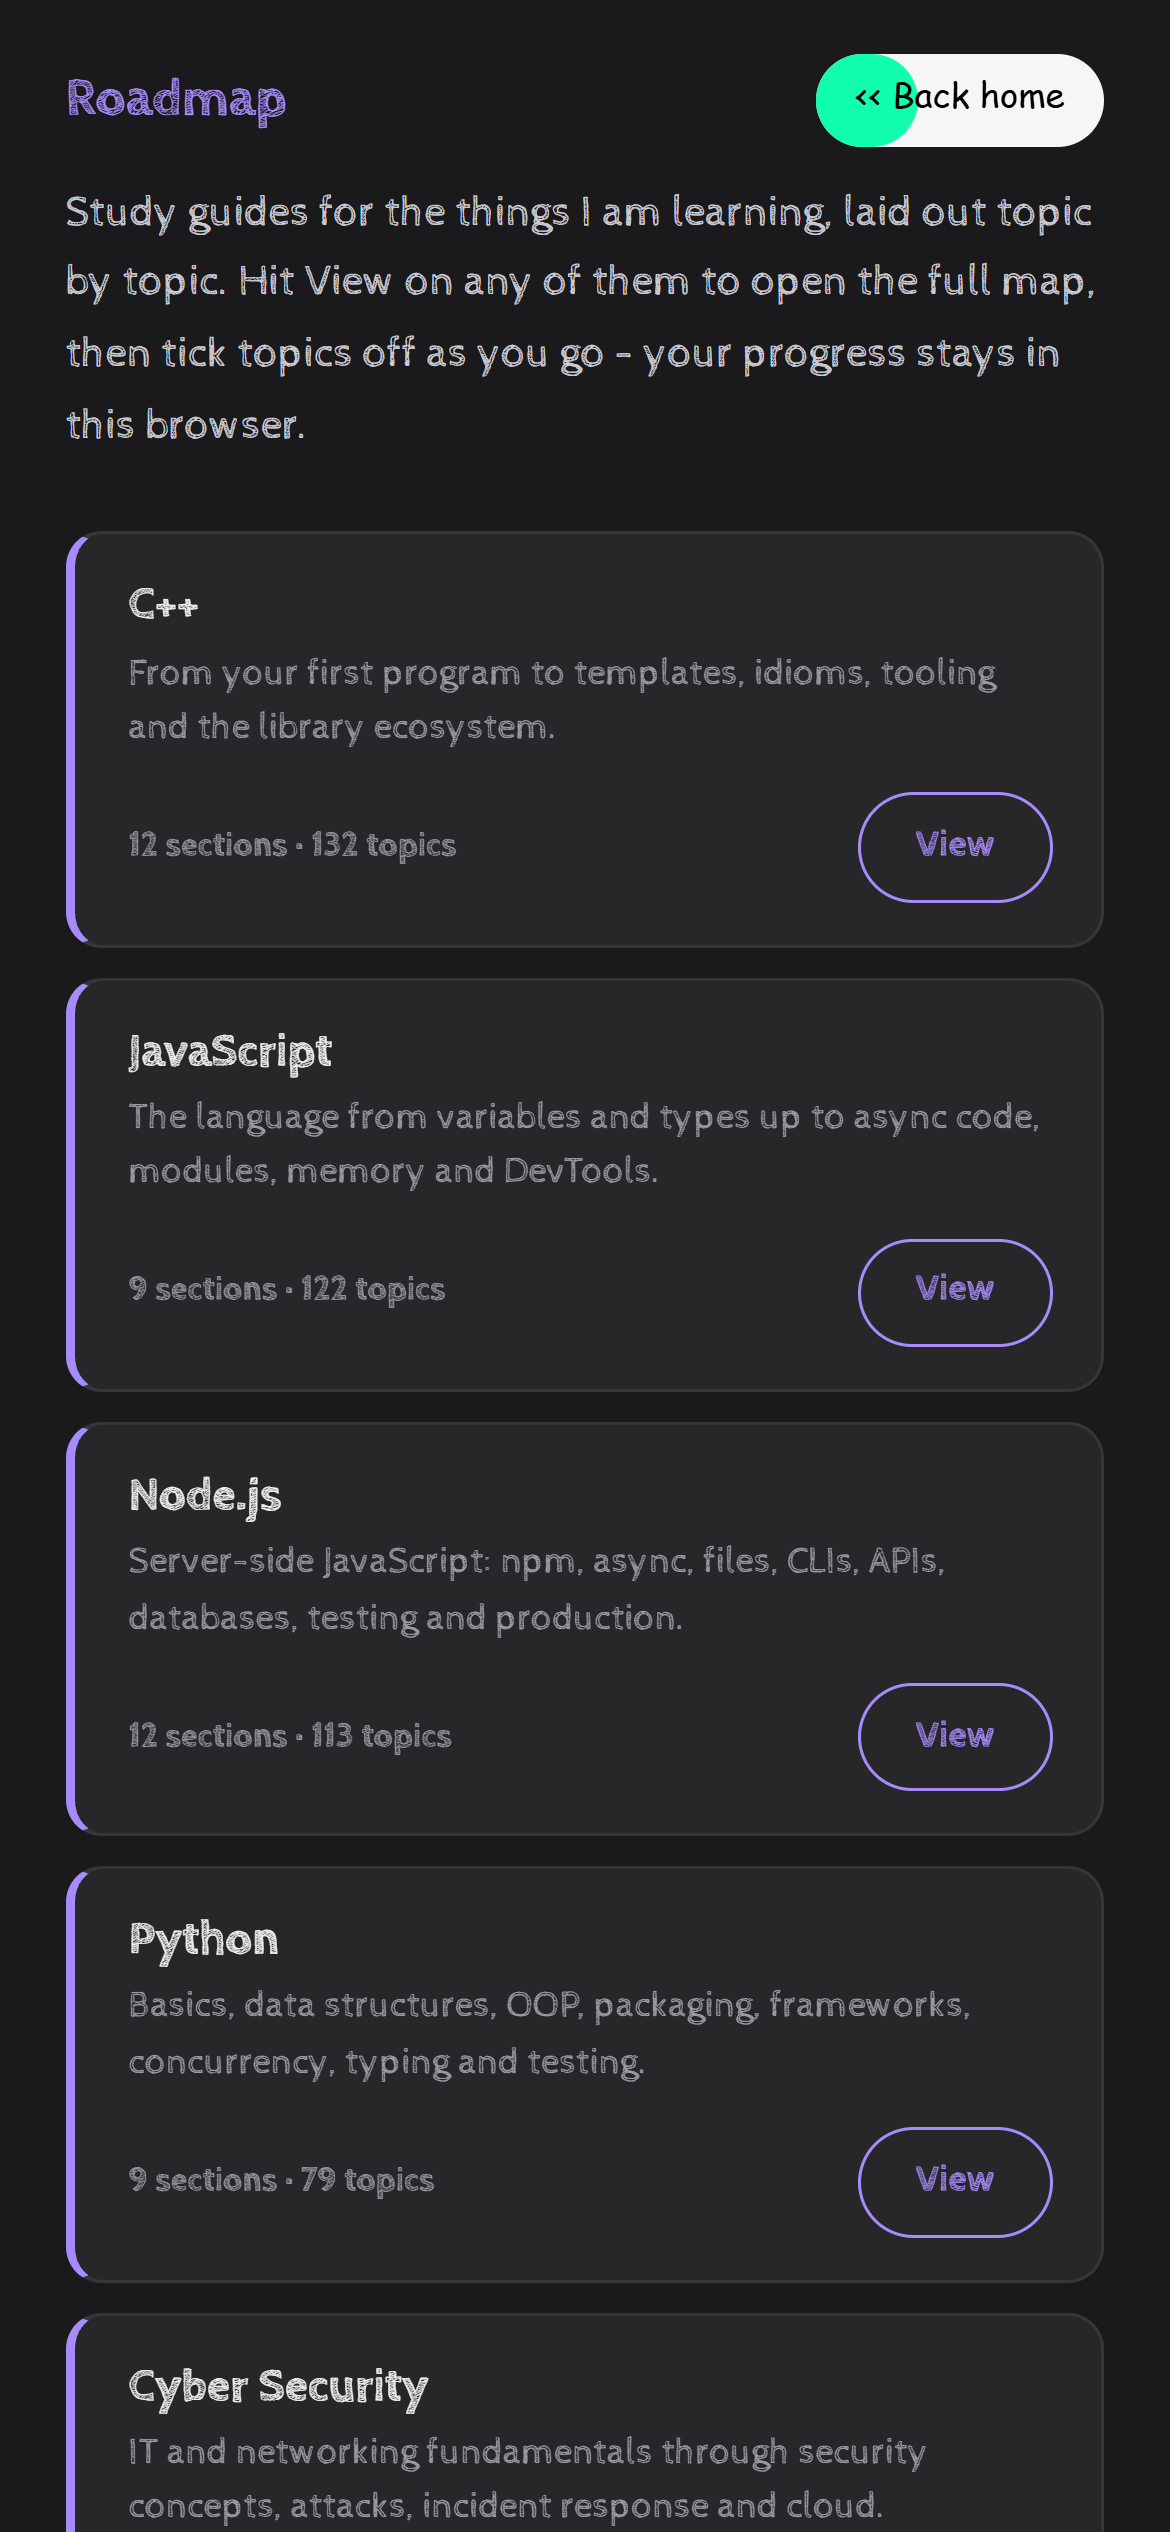 Roadmap
<< Back home
Study guides for the things I am learning, laid out topic
by topic. Hit View on any of them to open the full map,
then tick topics off as you go - your progress stays in
this browser.
C++
From your first program to templates, idioms, tooling
and the library ecosystem.
12 sections · 132 topics
View
JavaScript
The language from variables and types up to async code,
modules, memory and DevTools.
9 sections · 122 topics
View
Node.js
Server-side JavaScript: npm, async, files, CLIs, APIs,
databases, testing and production.
12 sections · 113 topics
View
Python
Basics, data structures, OOP, packaging, frameworks,
concurrency, typing and testing.
9 sections · 79 topics
View
Cyber Security
IT and networking fundamentals through security
concepts, attacks, incident response and cloud.